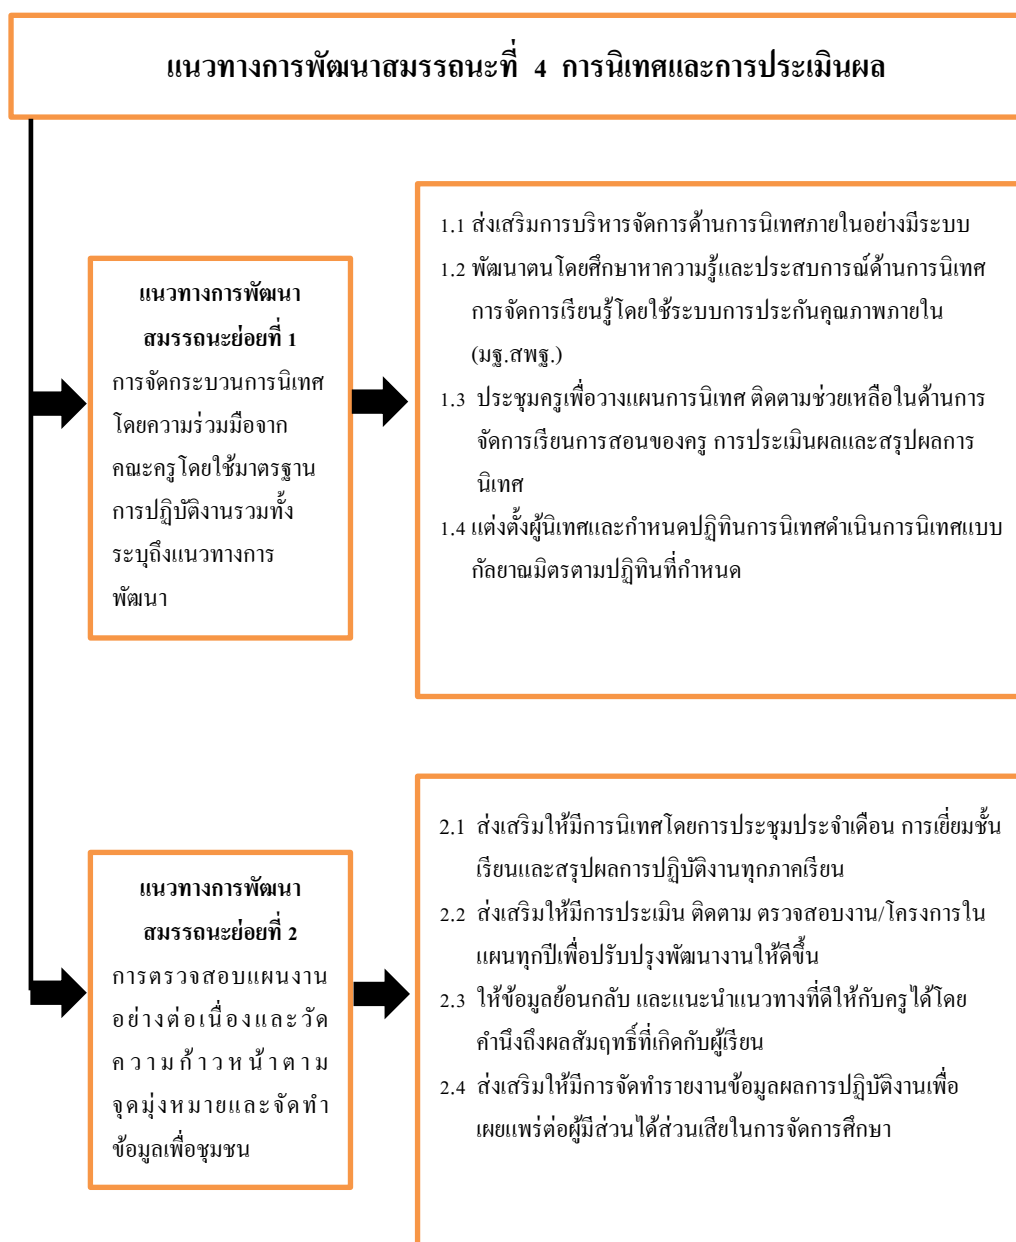 แนวทางการพัฒนาสมรรถนะที่ 4 การนิเทศและการประเมินผล
แนวทางการพัฒนา
สมรรถนะย่อยที่ 1
การจัดกระบวนการนิเทศ
โดยความร่วมมือจาก
คณะครูโดยใช้มาตรฐาน
การปฏิบัติงานรวมทั้ง
ระบุถึงแนวทางการ
พัฒนา
1.1 ส่งเสริมการบริหารจัดการด้านการนิเทศภายในอย่างมีระบบ
1.2 พัฒนาตนโดยศึกษาหาความรู้และประสบการณ์ด้านการนิเทศ
การจัดการเรียนรู้โดยใช้ระบบการประกันคุณภาพภายใน
(มฐ.สพฐ.)
1.3 ประชุมครูเพื่อวางแผนการนิเทศ ติดตามช่วยเหลือในด้านการ
จัดการเรียนการสอนของครู การประเมินผลและสรุปผลการ
นิเทศ
1.4 แต่งตั้งผู้นิเทศและกำหนดปฏิทินการนิเทศดำเนินการนิเทศแบบ
กัลยาณมิตรตามปฏิทินที่กำหนด
แนวทางการพัฒนา
สมรรถนะย่อยที่ 2
การตรวจสอบแผนงาน
อย่างต่อเนื่องและวัด
ความก้าวหน้าตาม
จุดมุ่งหมายและจัดทำ
ข้อมูลเพื่อชุมชน
2.1 ส่งเสริมให้มีการนิเทศโดยการประชุมประจำเดือน การเยี่ยมชั้น
เรียนและสรุปผลการปฏิบัติงานทุกภาคเรียน
2.2 ส่งเสริมให้มีการประเมิน ติดตาม ตรวจสอบงาน/โครงการใน
แผนทุกปีเพื่อปรับปรุงพัฒนางานให้ดีขึ้น
2.3 ให้ข้อมูลย้อนกลับ และแนะนำแนวทางที่ดีให้กับครูได้โดย
คำนึงถึงผลสัมฤทธิ์ที่เกิดกับผู้เรียน
2.4 ส่งเสริมให้มีการจัดทำรายงานข้อมูลผลการปฏิบัติงานเพื่อ
เผยแพร่ต่อผู้มีส่วนได้ส่วนเสียในการจัดการศึกษา